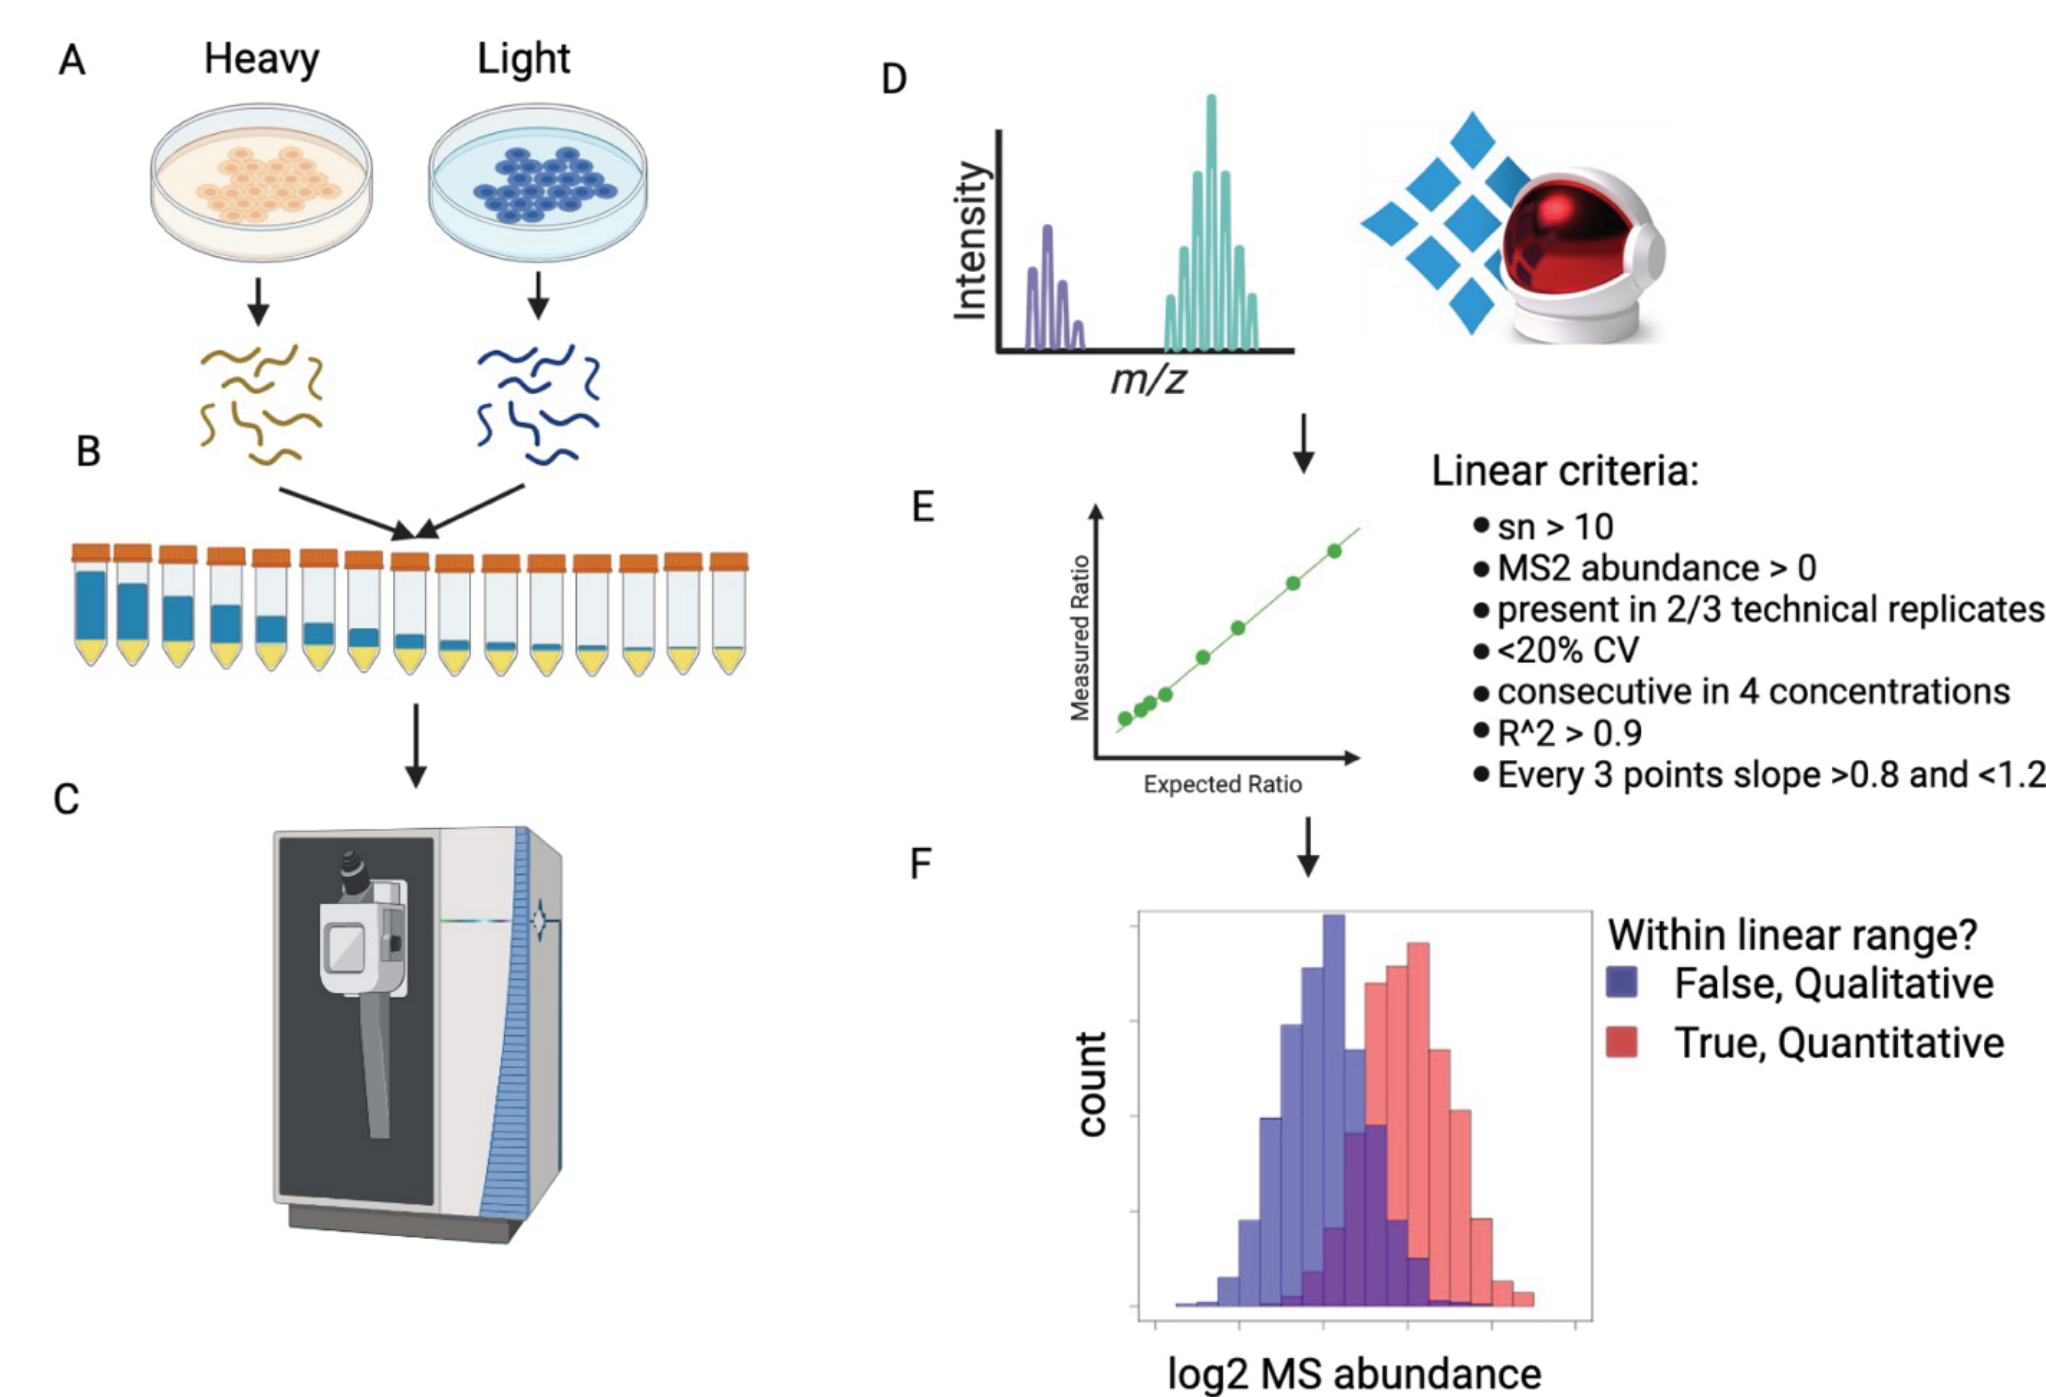 A
Heavy
Light
B
C
D
Intensity
m/z
E
Measured Ratio
Expected Ratio
Linear criteria:
● sn > 10
● MS2 abundance > 0
● present in 2/3 technical replicates
● <20% CV
● consecutive in 4 concentrations
● R^2 > 0.9
● Every 3 points slope >0.8 and <1.2
F
count
log2 MS abundance
Within linear range?
False, Qualitative
True, Quantitative